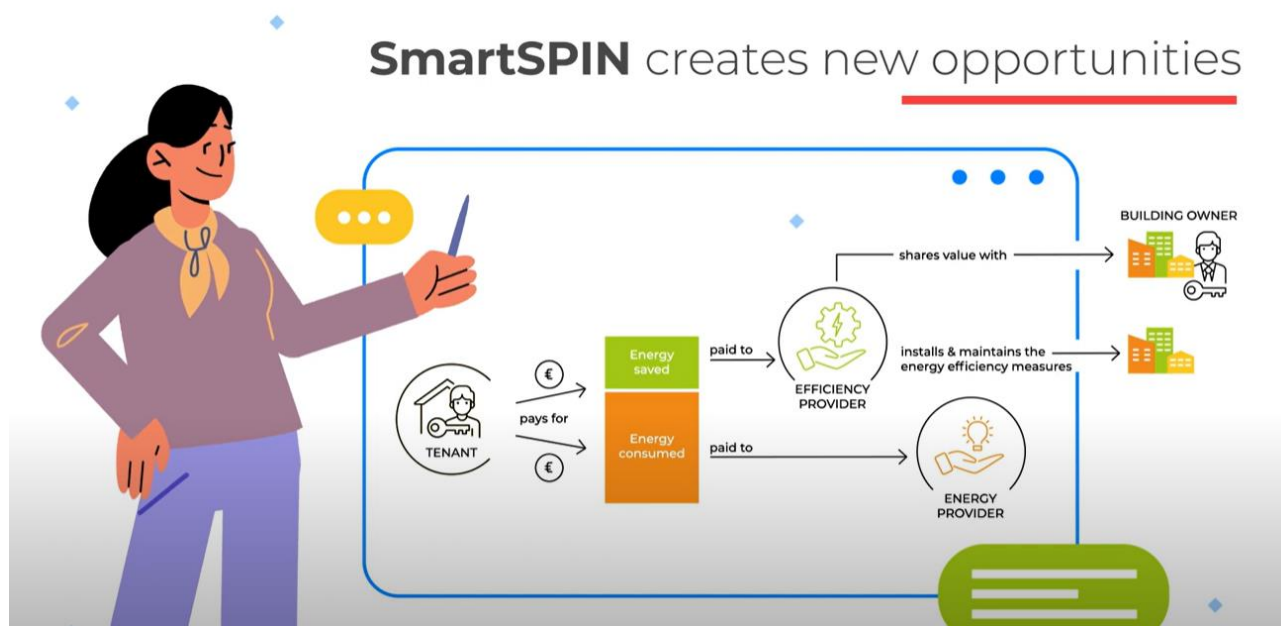 SmartSPIN creates new opportunities
BUILDING OWNER
shares value with
Energy
saved
paid to
installs & maintains the
energy efficiency measures
EFFICIENCY
PROVIDER
€
pays for
€
TENANT
Energy
consumed
paid to
ENERGY
PROVIDER